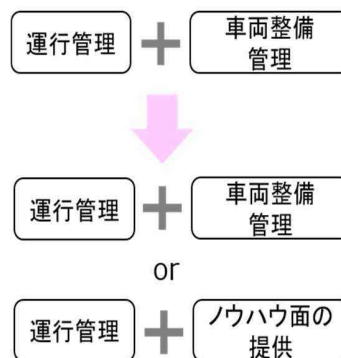 運行管理
車両整備
管理
運行管理
車両整備
管理
or
運行管理
ノウハウ面の
提供